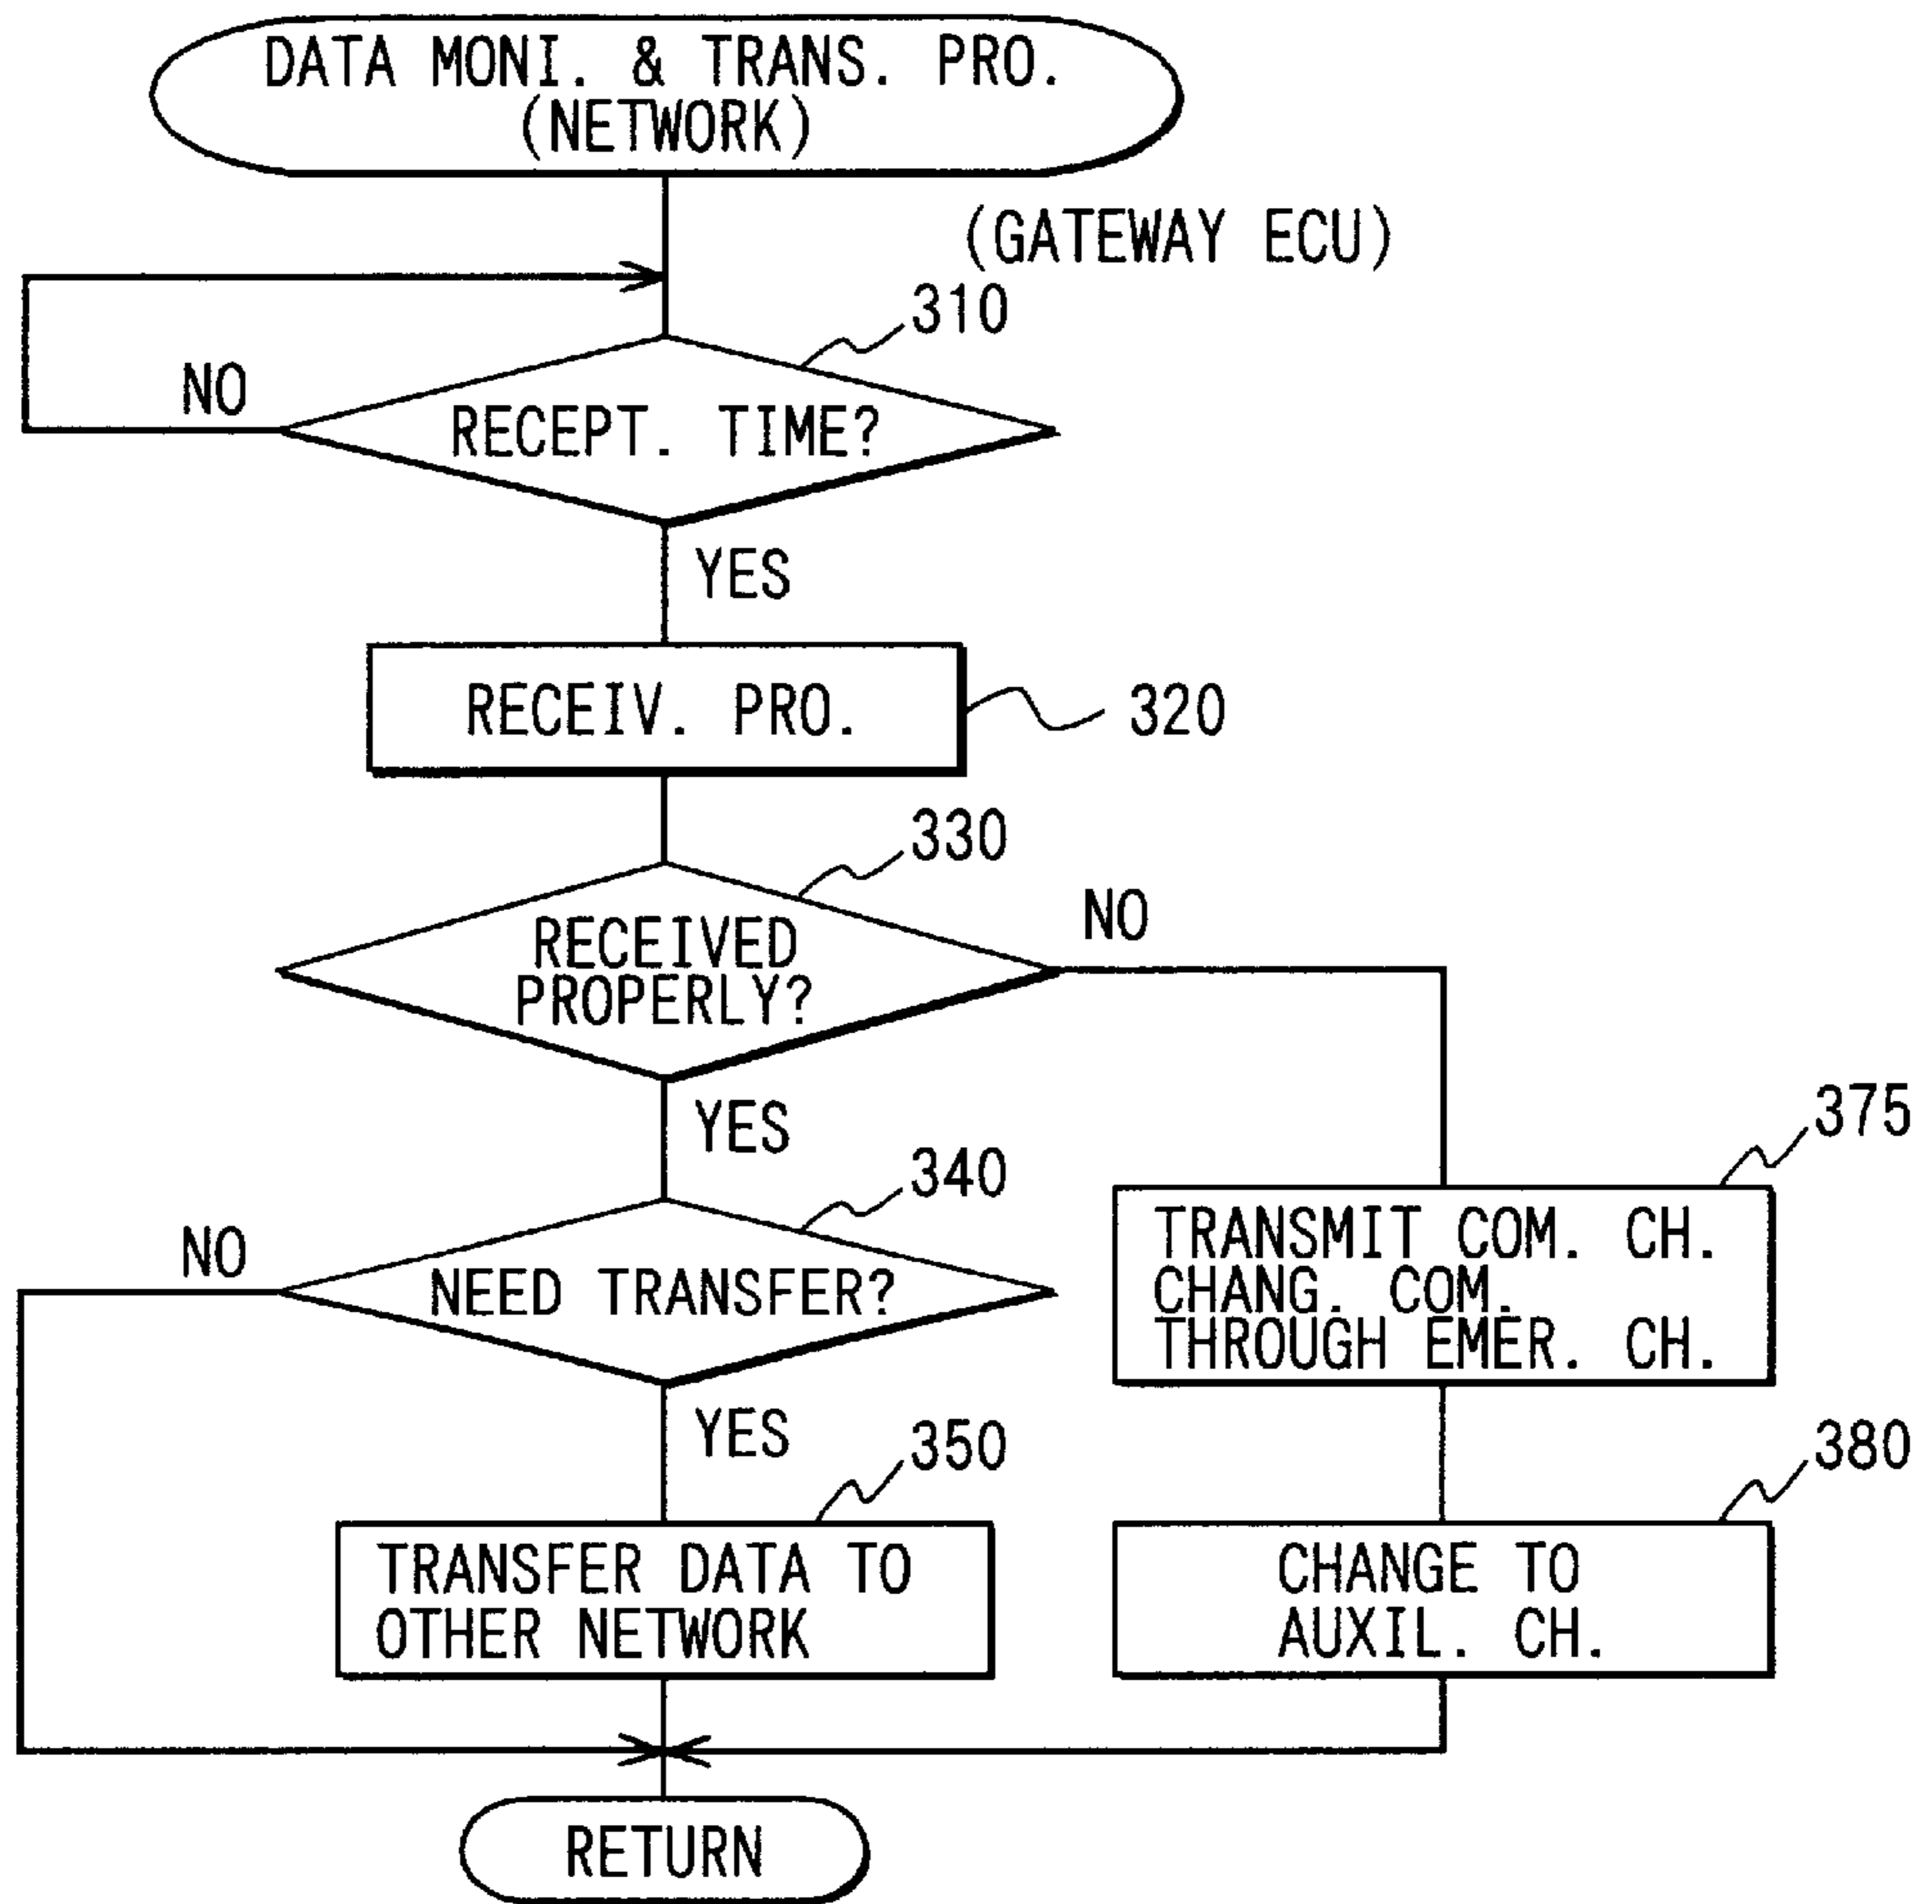 DATA MONI. & TRANS. PRO.
(NETWORK)
(GATEWAY ECU)
310
NO
RECEPT. TIME?
YES
RECEIV. PRO.
320
330
RECEIVED
PROPERLY?
NO
YES
340
NO
NEED TRANSFER?
375
TRANSMIT COM. CH.
CHANG. COM.
THROUGH EMER. CH.
YES
350
TRANSFER DATA TO
OTHER NETWORK
380
CHANGE TO
AUXIL. CH.
RETURN